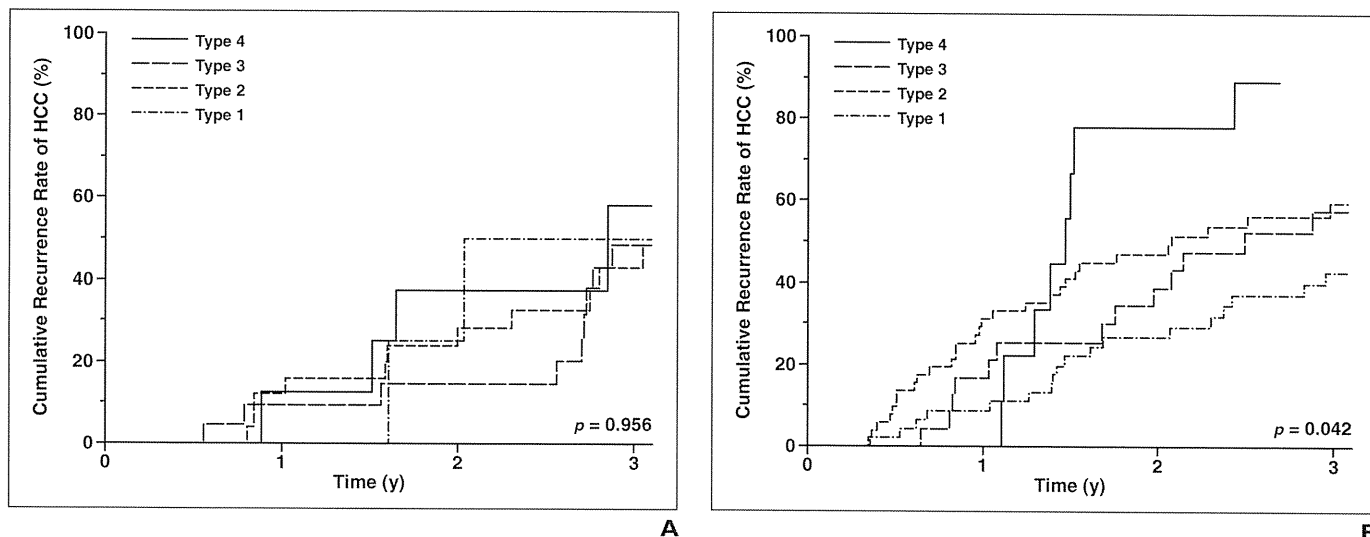 Cumulative Recurrence Rate of HCC (%)
100
80
60
40
20
0
Type 4
Type 3
Type 2
Type 1
p = 0.956
0 1 2 3
Time (y)
A
Cumulative Recurrence Rate of HCC (%)
100
80
60
40
20
0
Type 4
Type 3
Type 2
Type 1
p = 0.042
0 1 2 3
Time (y)